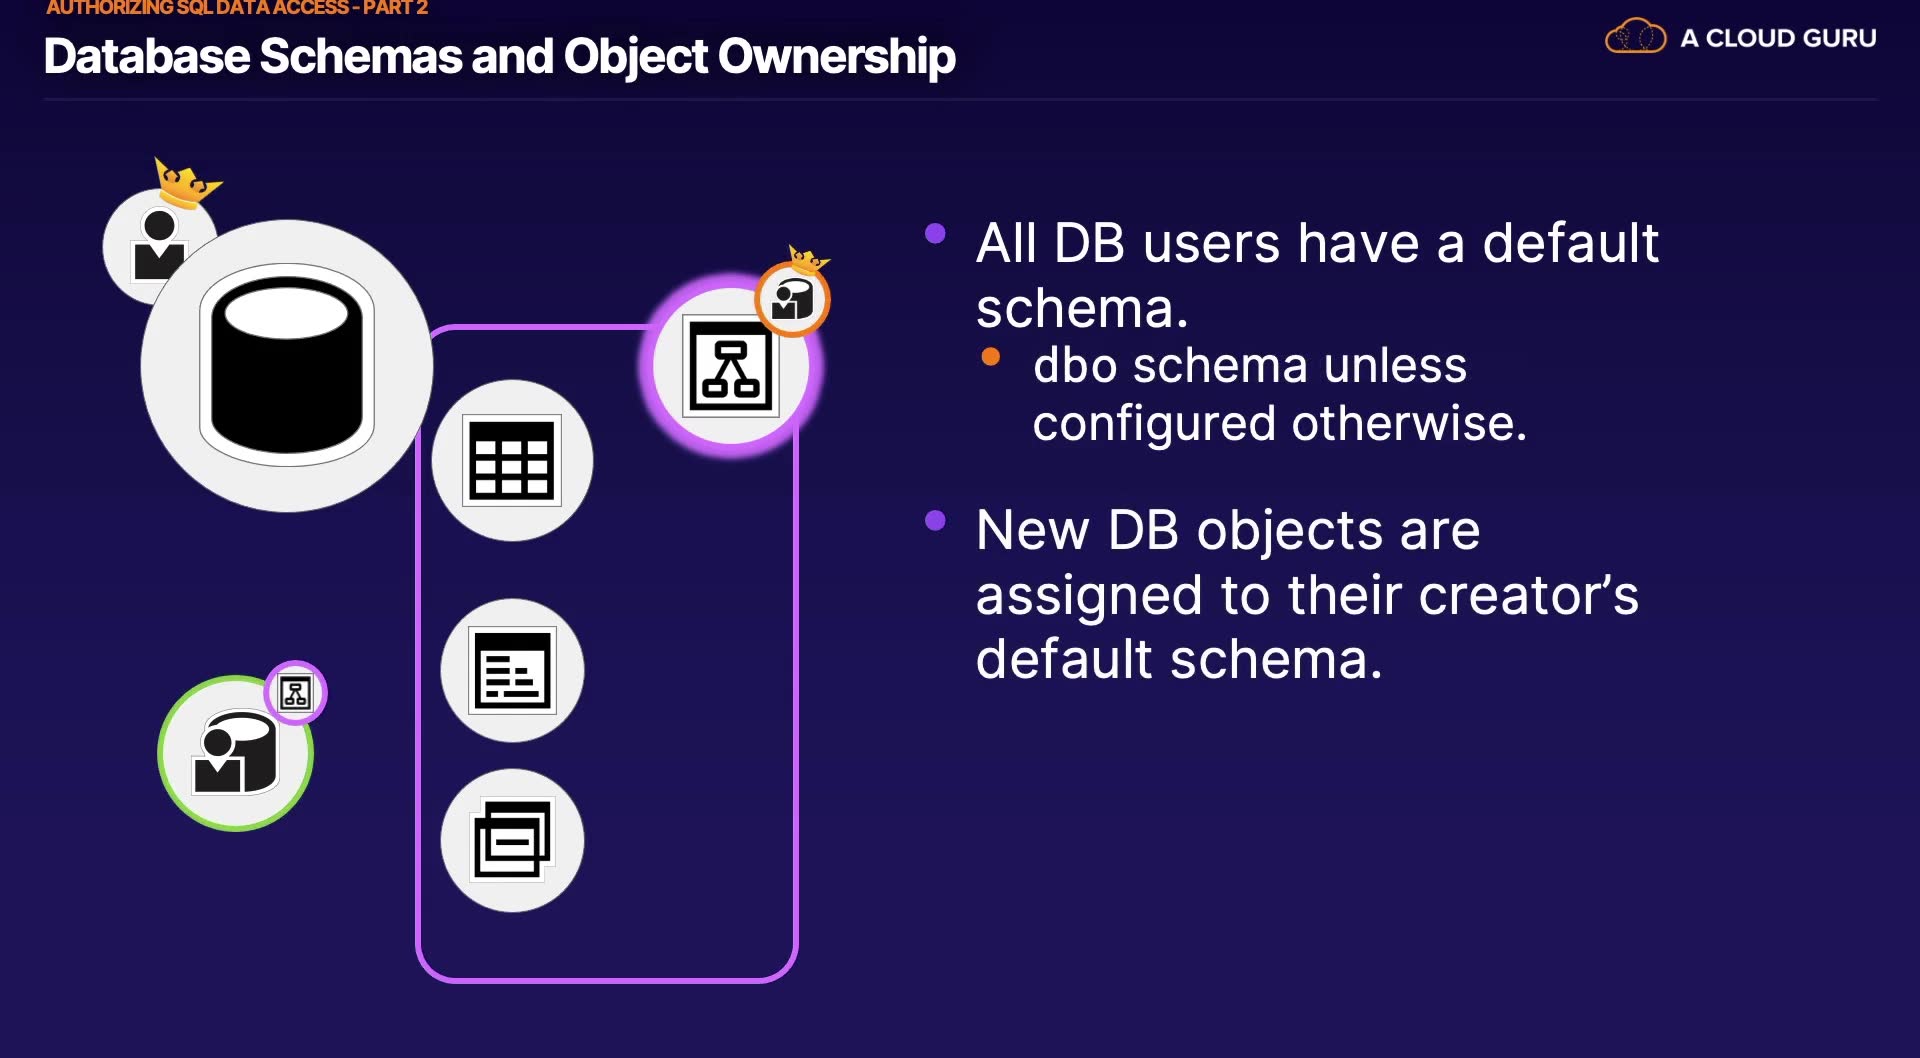 AUTHORIZING SQL DATA ACCESS - PART 2
Database Schemas and Object Ownership
A CLOUD GURU
All DB users have a default
schema.
dbo schema unless
configured otherwise.
New DB objects are
assigned to their creator’s
default schema.